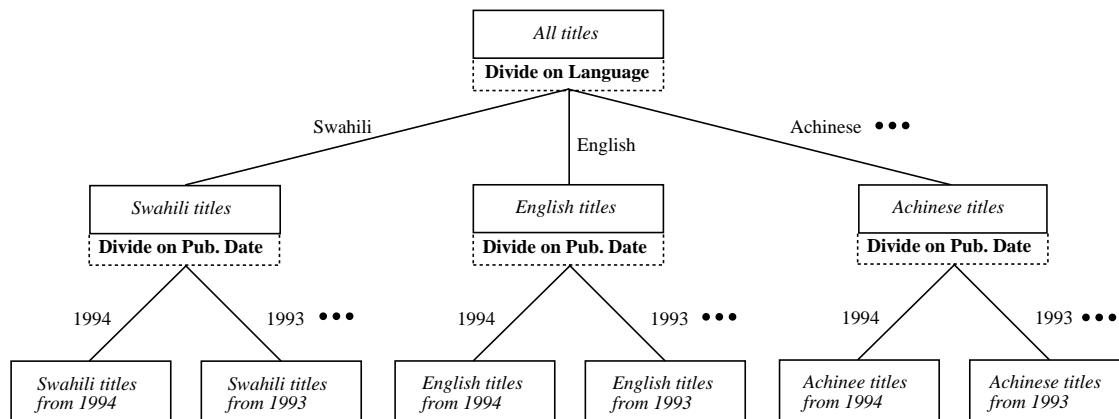 All titles
Divide on Language
Swahili
English
Achinese •••
Swahili titles
Divide on Pub. Date
English titles
Divide on Pub. Date
Achinese titles
Divide on Pub. Date
1994
1993 •••
1994
1993 •••
1994
1993 •••
Swahili titles
from 1994
Swahili titles
from 1993
English titles
from 1994
English titles
from 1993
Achinee titles
from 1994
Achinese titles
from 1993